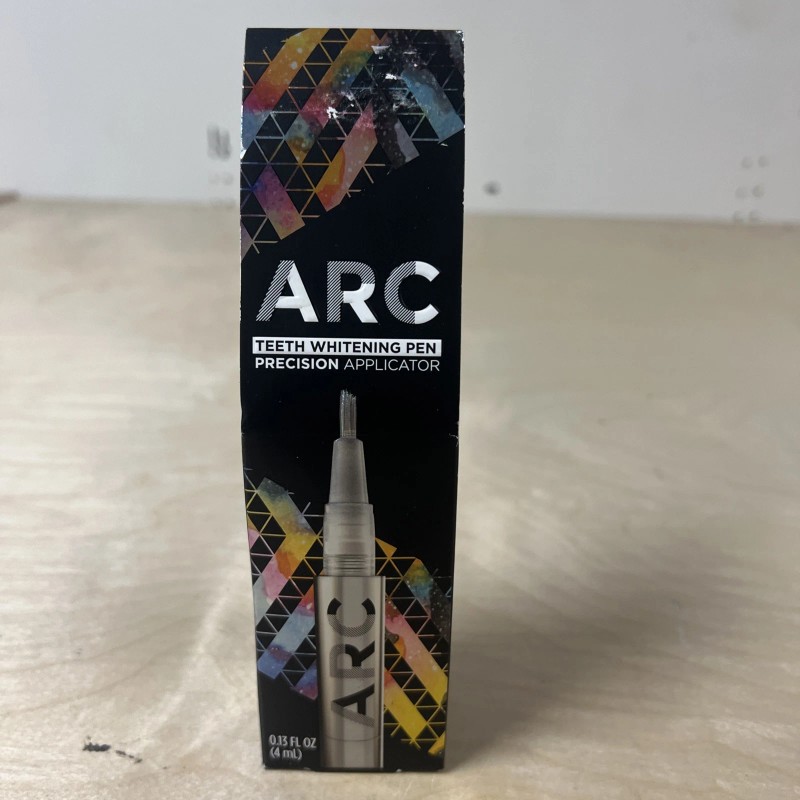 ARC
TEETH WHITENING PEN
PRECISION APPLICATOR
ARC
0.13 FL OZ
(4 mL)